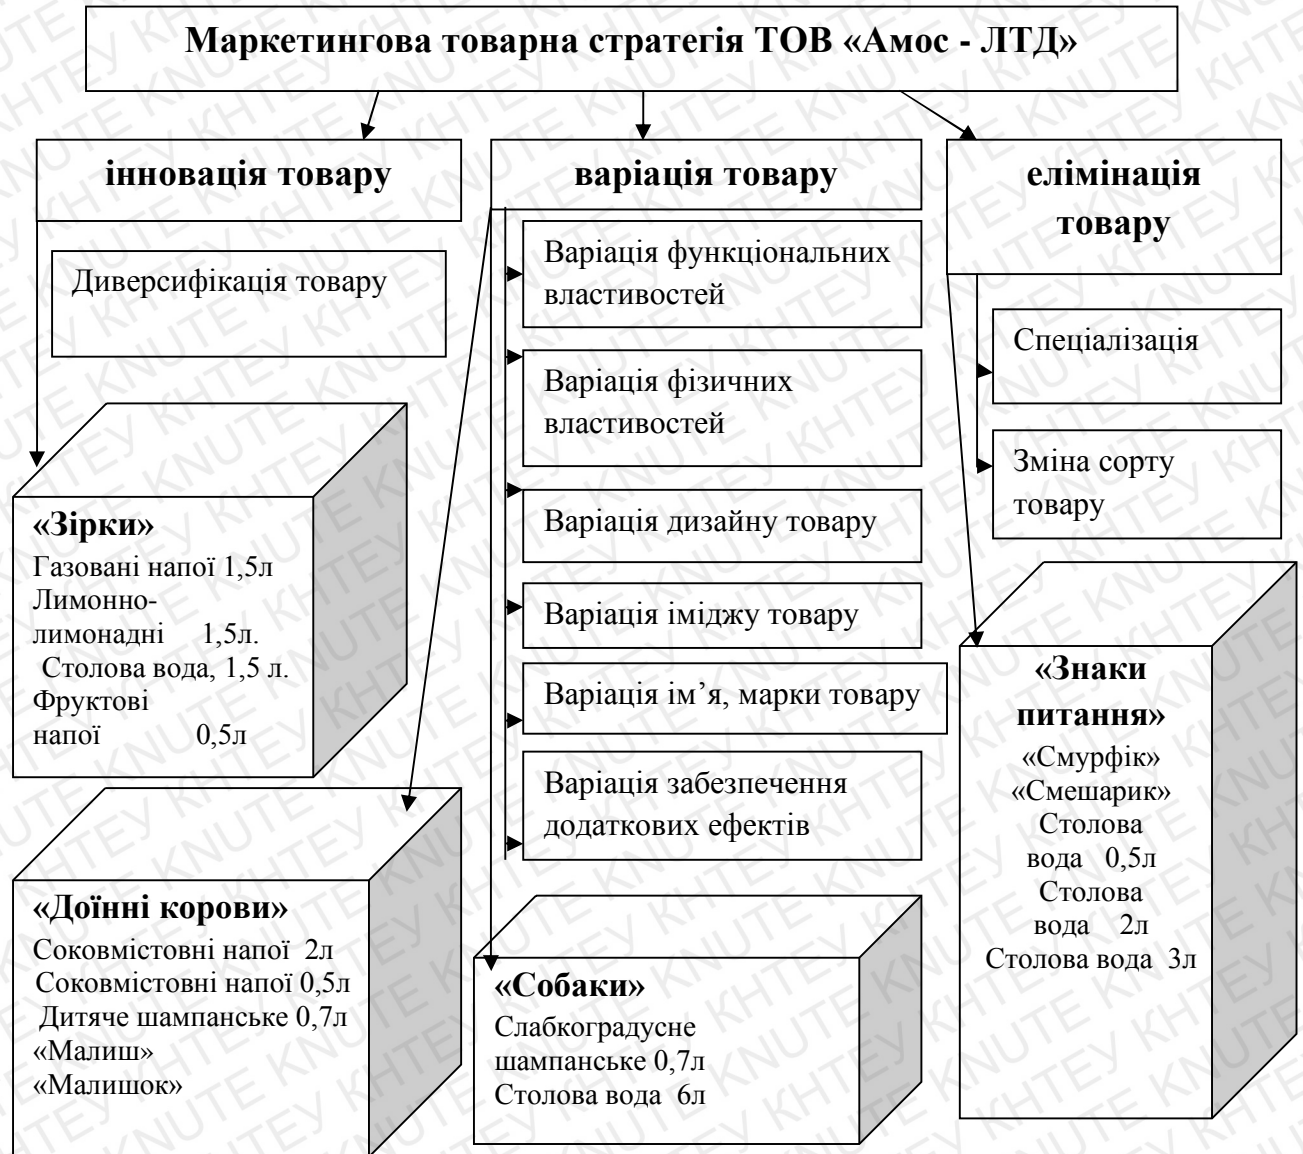 Маркетингова товарна стратегія ТОВ «Амос - ЛТД»
інновація товару
Диверсифікація товару
«Зірки»
Газовані напої 1,5л
Лимонно-
лимонадні 1,5л.
Столова вода, 1,5 л.
Фруктові
напої 0,5л
«Доїнні корови»
Соковмістовні напої 2л
Соковмістовні напої 0,5л
Дитяче шампанське 0,7л
«Малиш»
«Малишок»
варіація товару
Варіація функціональних
властивостей
Варіація фізичних
властивостей
Варіація дизайну товару
Варіація іміджу товару
Варіація ім’я, марки товару
Варіація забезпечення
додаткових ефектів
«Собаки»
Слабкоградусне
шампанське 0,7л
Столова вода 6л
елімінація
товару
Спеціалізація
Зміна сорту
товару
«Знаки
питання»
«Смурфік»
«Смешарик»
Столова
вода 0,5л
Столова
вода 2л
Столова вода 3л
KNUTE КНТЕУ